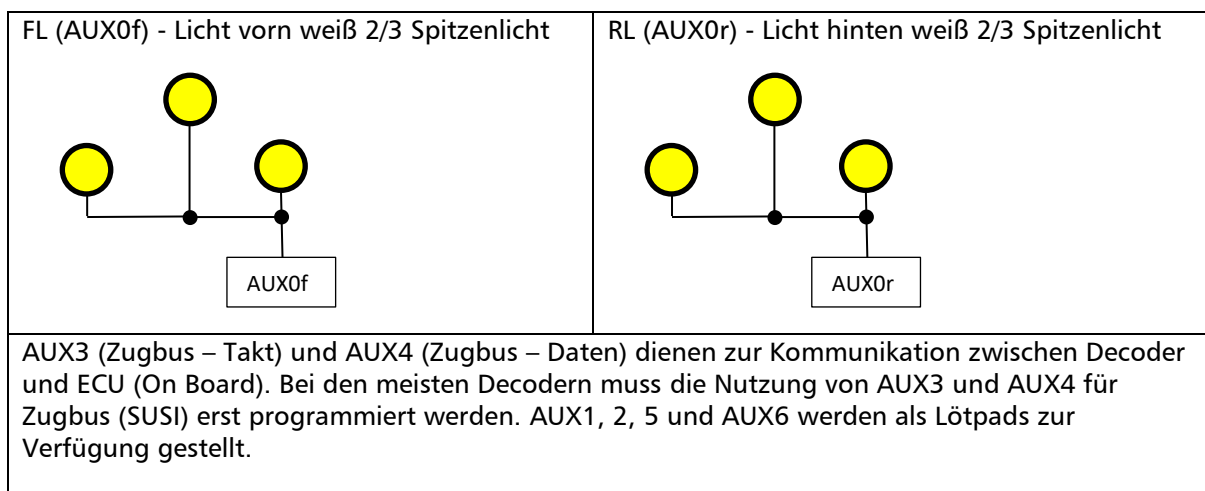 FL (AUX0f) - Licht vorn weiß 2/3 Spitzenlicht
AUX0f
RL (AUX0r) - Licht hinten weiß 2/3 Spitzenlicht
AUX0r
AUX3 (Zugbus – Takt) und AUX4 (Zugbus – Daten) dienen zur Kommunikation zwischen Decoder
und ECU (On Board). Bei den meisten Decodern muss die Nutzung von AUX3 und AUX4 für
Zugbus (SUSI) erst programmiert werden. AUX1, 2, 5 und AUX6 werden als Lötpads zur
Verfügung gestellt.